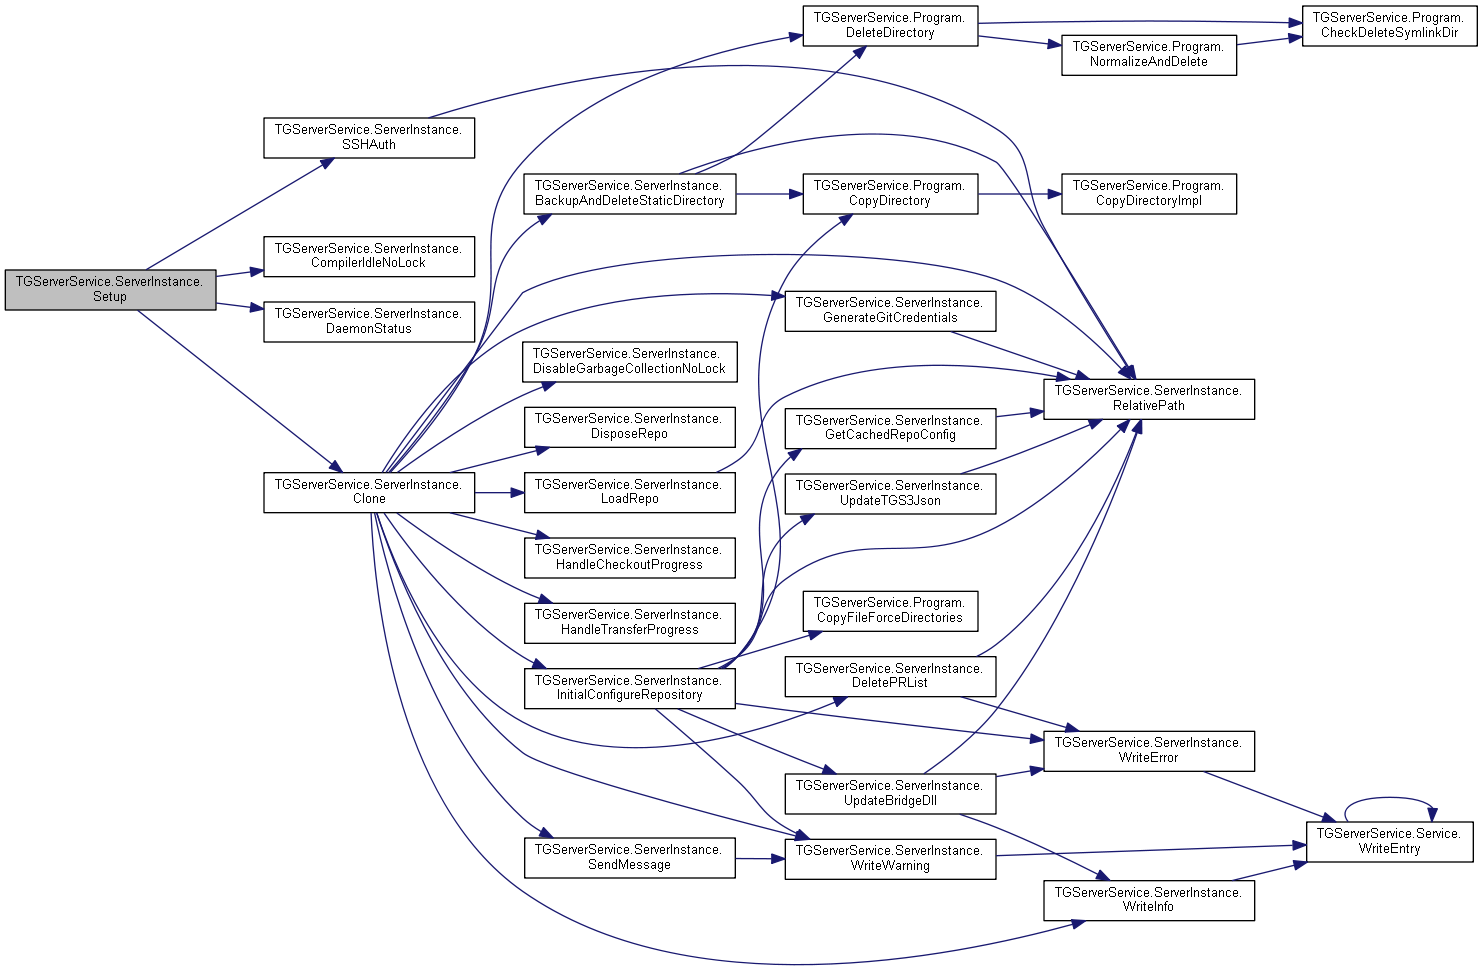 TGServerService.Program.
DeleteDirectory
TGServerService.Program.
CheckDeleteSymlinkDir
TGServerService.Program.
NormalizeAndDelete
TGServerService.ServerInstance.
SSHAuth
TGServerService.ServerInstance.
BackupAndDeleteStaticDirectory
TGServerService.Program.
CopyDirectory
TGServerService.Program.
CopyDirectoryImpl
TGServerService.ServerInstance.
CompilerIdleNoLock
TGServerService.ServerInstance.
Setup
TGServerService.ServerInstance.
DaemonStatus
TGServerService.ServerInstance.
GenerateGitCredentials
TGServerService.ServerInstance.
DisableGarbageCollectionNoLock
TGServerService.ServerInstance.
RelativePath
TGServerService.ServerInstance.
DisposeRepo
TGServerService.ServerInstance.
GetCachedRepoConfig
TGServerService.ServerInstance.
Clone
TGServerService.ServerInstance.
LoadRepo
TGServerService.ServerInstance.
UpdateTGS3Json
TGServerService.ServerInstance.
HandleCheckoutProgress
TGServerService.ServerInstance.
HandleTransferProgress
TGServerService.Program.
CopyFileForceDirectories
TGServerService.ServerInstance.
InitialConfigureRepository
TGServerService.ServerInstance.
DeletePRList
TGServerService.ServerInstance.
WriteError
TGServerService.ServerInstance.
UpdateBridgeDll
TGServerService.Service.
WriteEntry
TGServerService.ServerInstance.
SendMessage
TGServerService.ServerInstance.
WriteWarning
TGServerService.ServerInstance.
WriteInfo